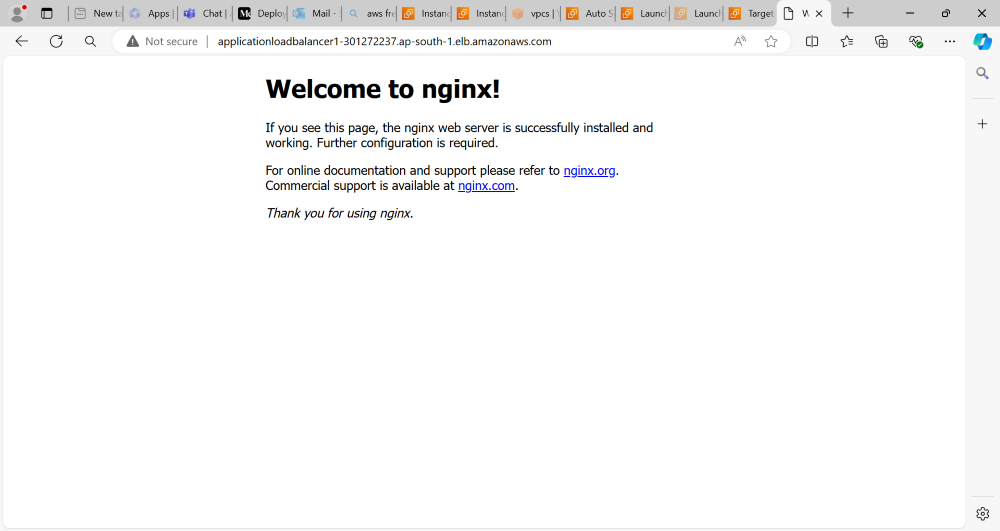 New ta
Apps |
Chat |
Deploy
Mail -
aws fre
Instanc
Instanc
vpcs |
Auto S
Launch
Launch
Target
W
Not secure
applicationloadbalancer1-301272237.ap-south-1.elb.amazonaws.com
Welcome to nginx!
If you see this page, the nginx web server is successfully installed and
working. Further configuration is required.
For online documentation and support please refer to nginx.org.
Commercial support is available at nginx.com.
Thank you for using nginx.